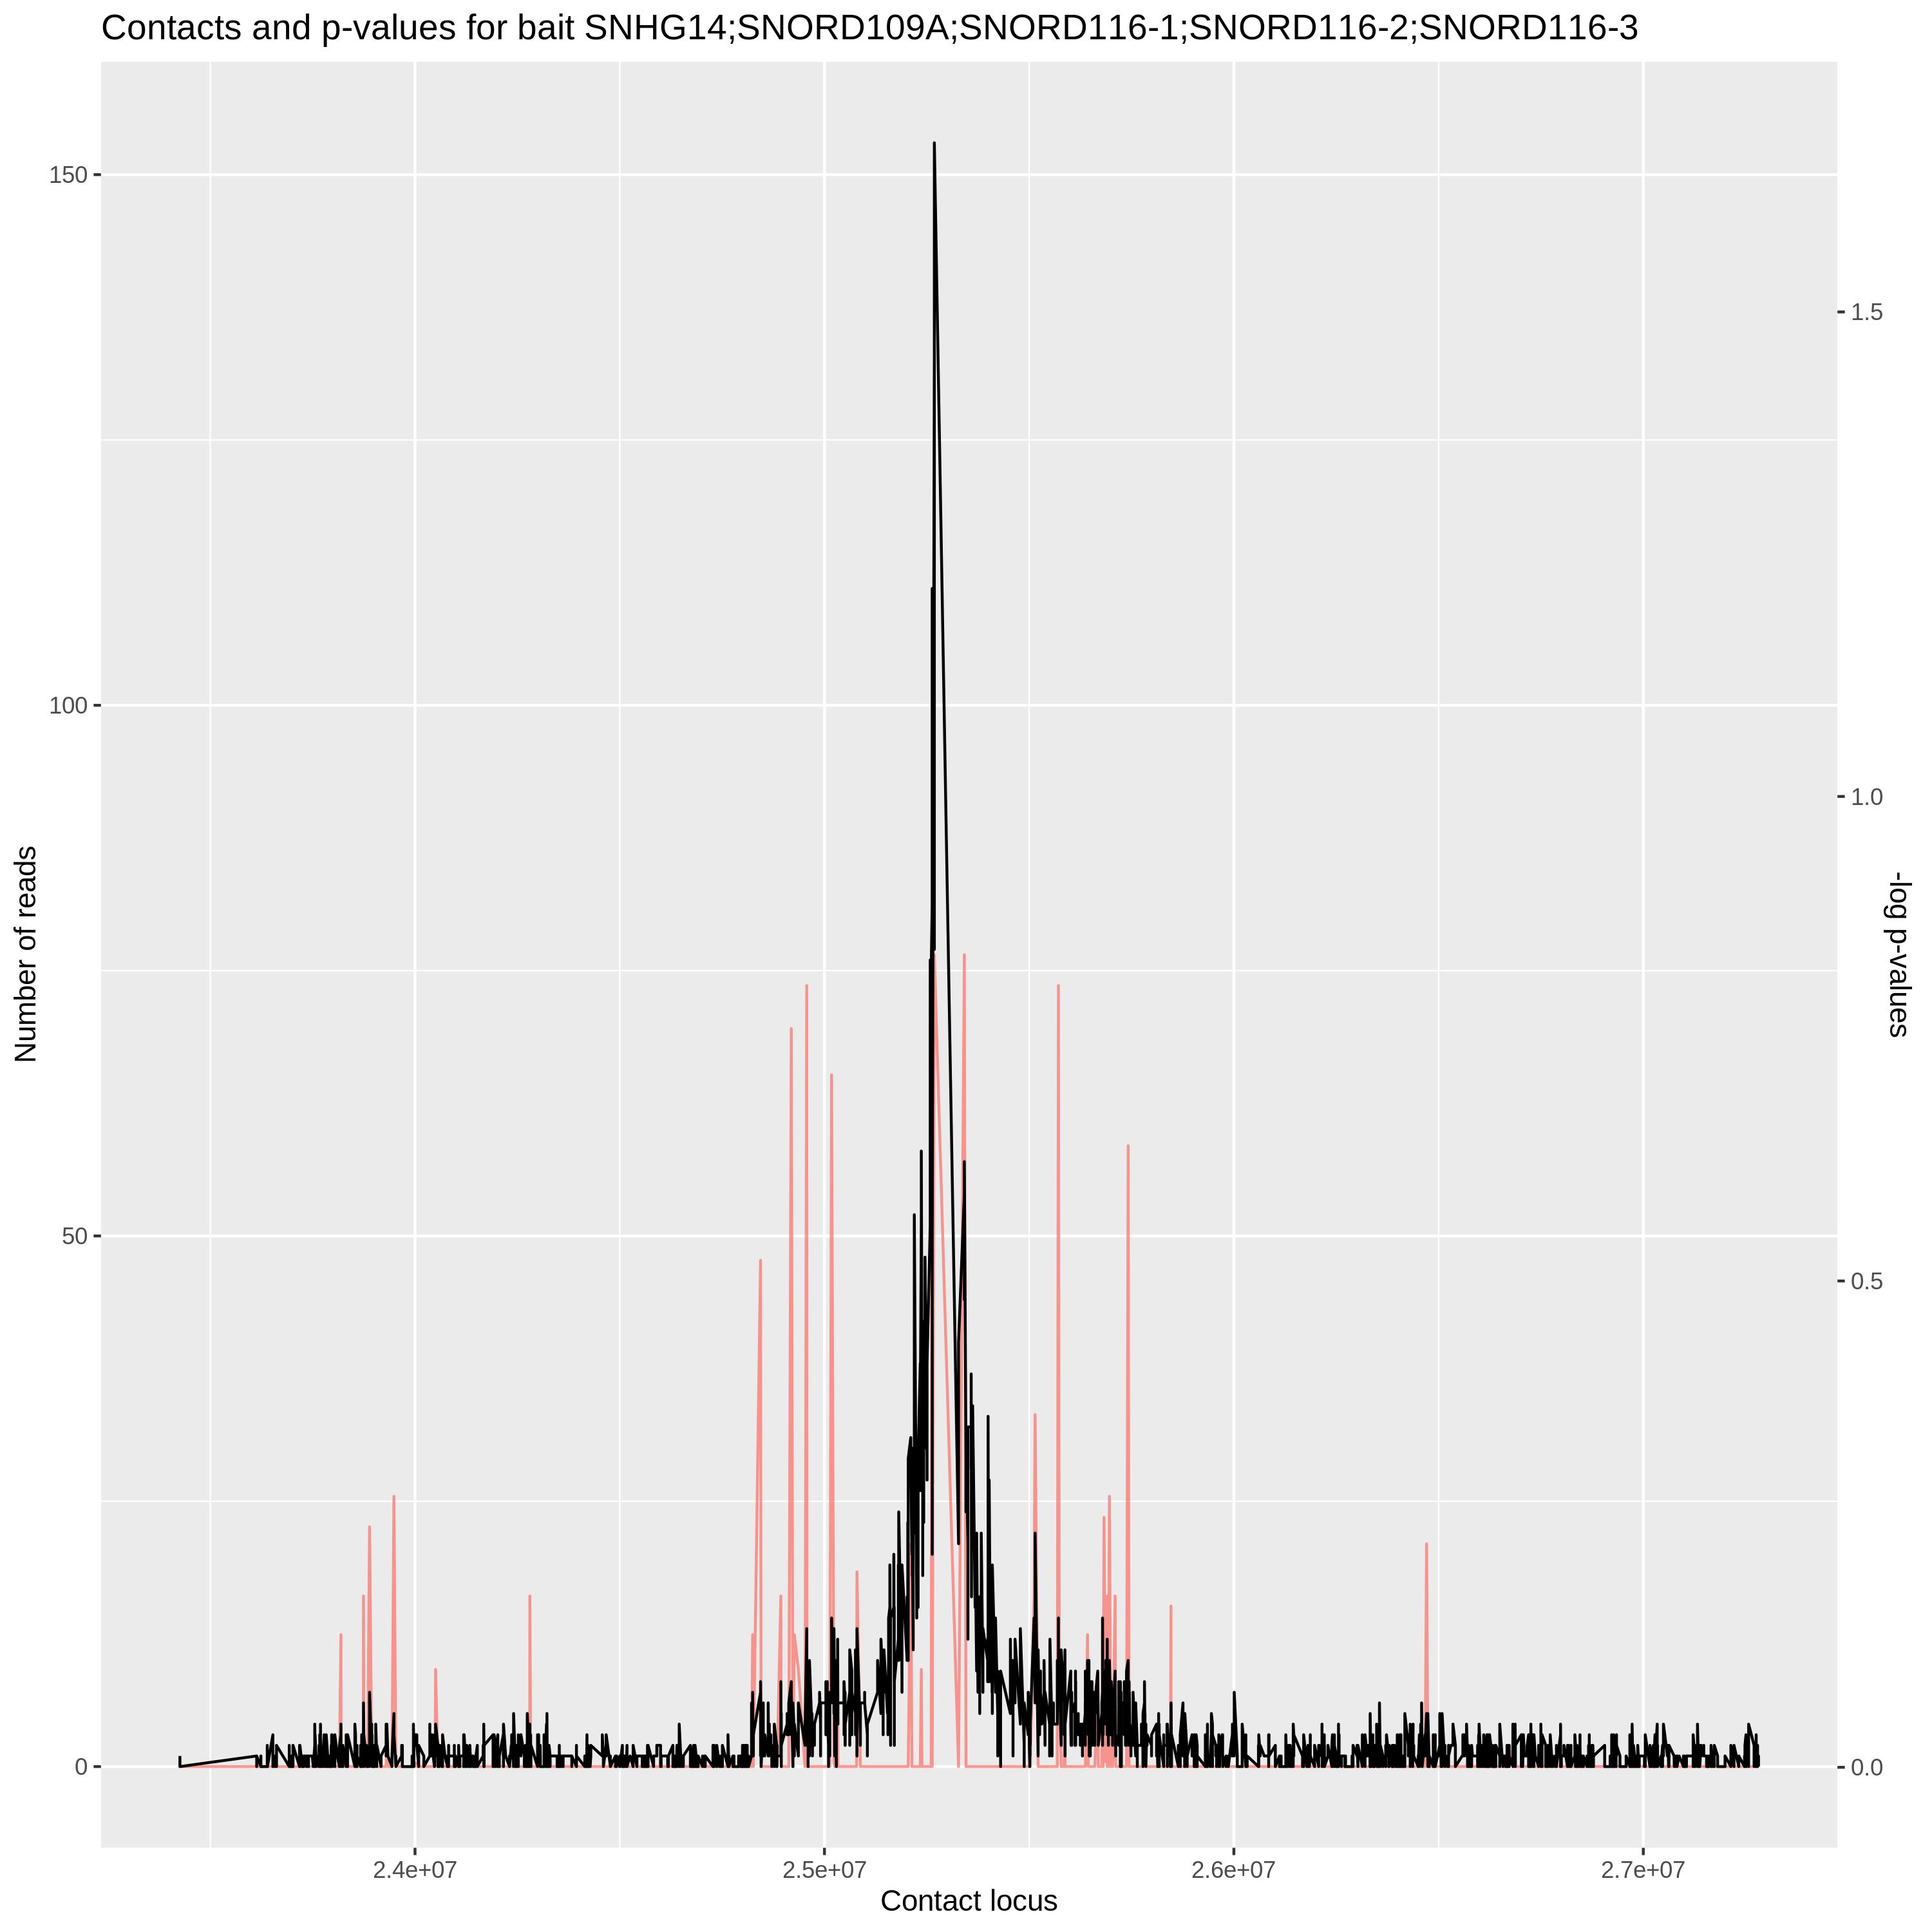 Contacts and p-values for bait SNHG14;SNORD109A;SNORD116-1;SNORD116-2;SNORD116-3
150
100
50
0
Number of reads
1.5
1.0
0.5
0.0
-log p-values
2.4e+07
2.5e+07
2.6e+07
2.7e+07
Contact locus